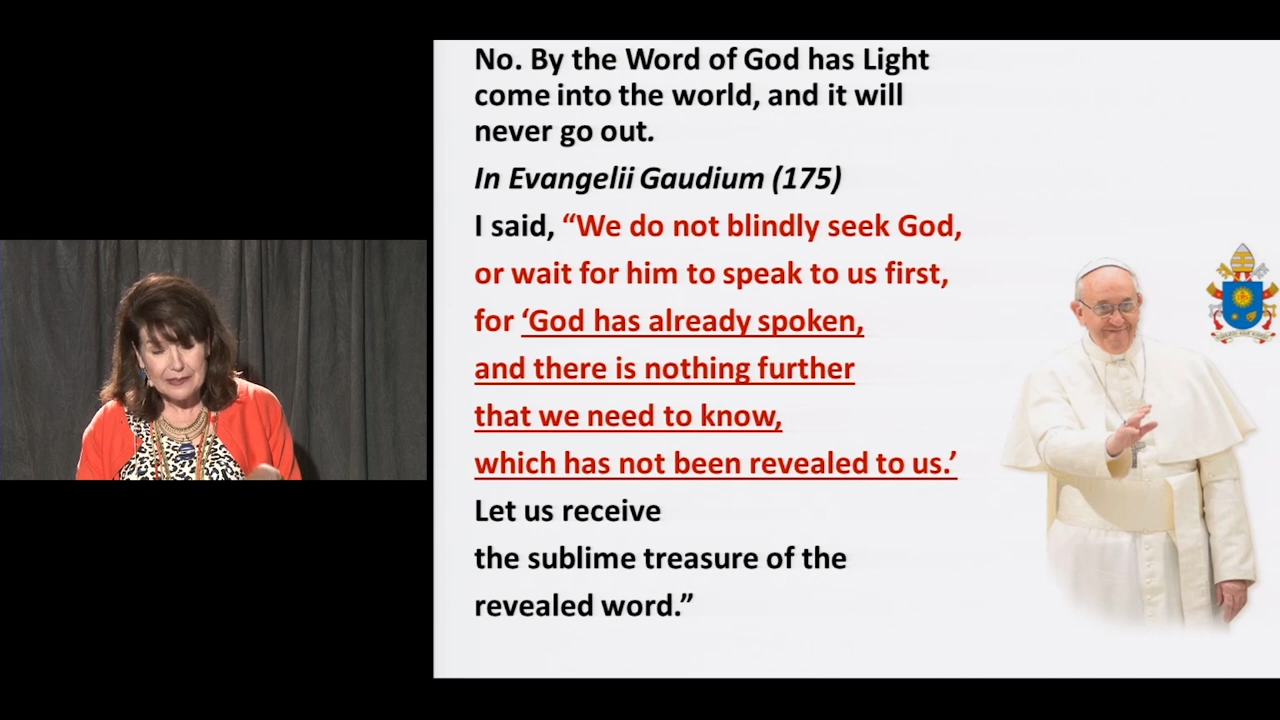 No. By the Word of God has Light
come into the world, and it will
never go out.
In Evangelii Gaudium (175)
I said, “We do not blindly seek God,
or wait for him to speak to us first,
for ‘God has already spoken,
and there is nothing further
that we need to know,
which has not been revealed to us.’
Let us receive
the sublime treasure of the
revealed word.”